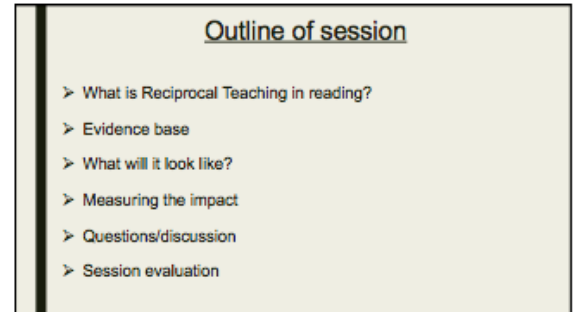 Outline of session
➢ What is Reciprocal Teaching in reading?
➢ Evidence base
➢ What will it look like?
➢ Measuring the impact
➢ Questions/discussion
➢ Session evaluation